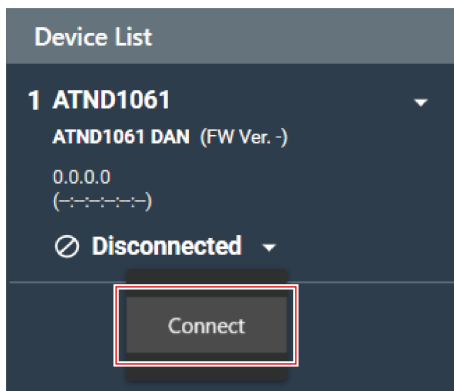 Device List
1 ATND1061
ATND1061 DAN (FW Ver. -)
0.0.0.0
(--:--:--:--:--:--)
Disconnected
Connect